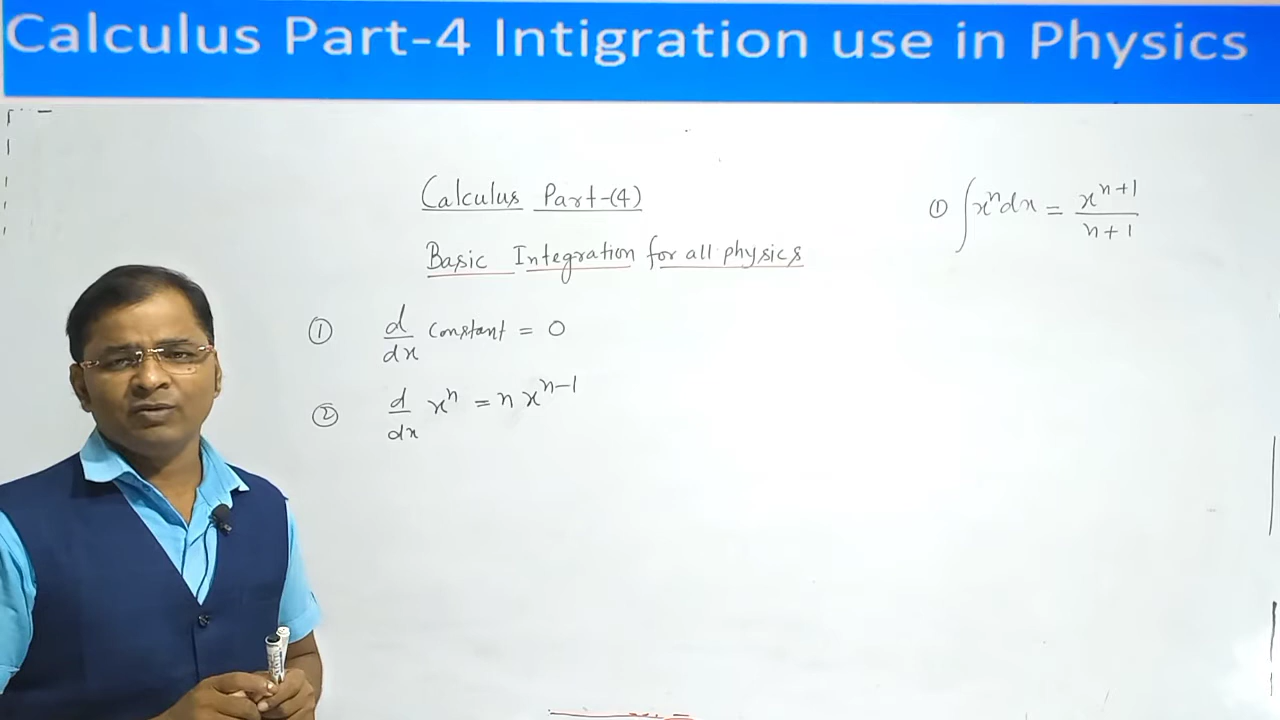 Calculus Part-4 Intigration use in Physics
Calculus Part-(4)
Basic Integration for all physics
① d/dx constant = 0
② d/dx xⁿ = n xⁿ⁻¹
① ∫xⁿdx = xⁿ⁺¹/n+1